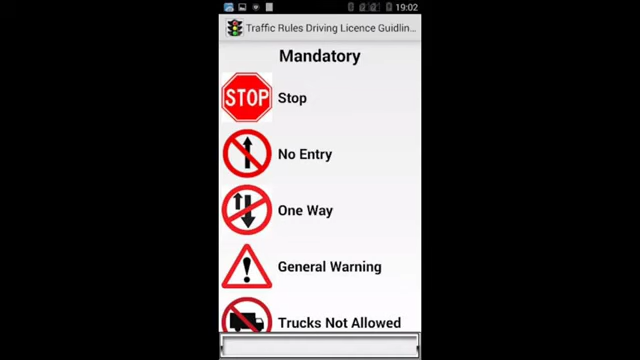 19:02
Traffic Rules Driving Licence Guidlin...
Mandatory
STOP
Stop
No Entry
One Way
General Warning
Trucks Not Allowed